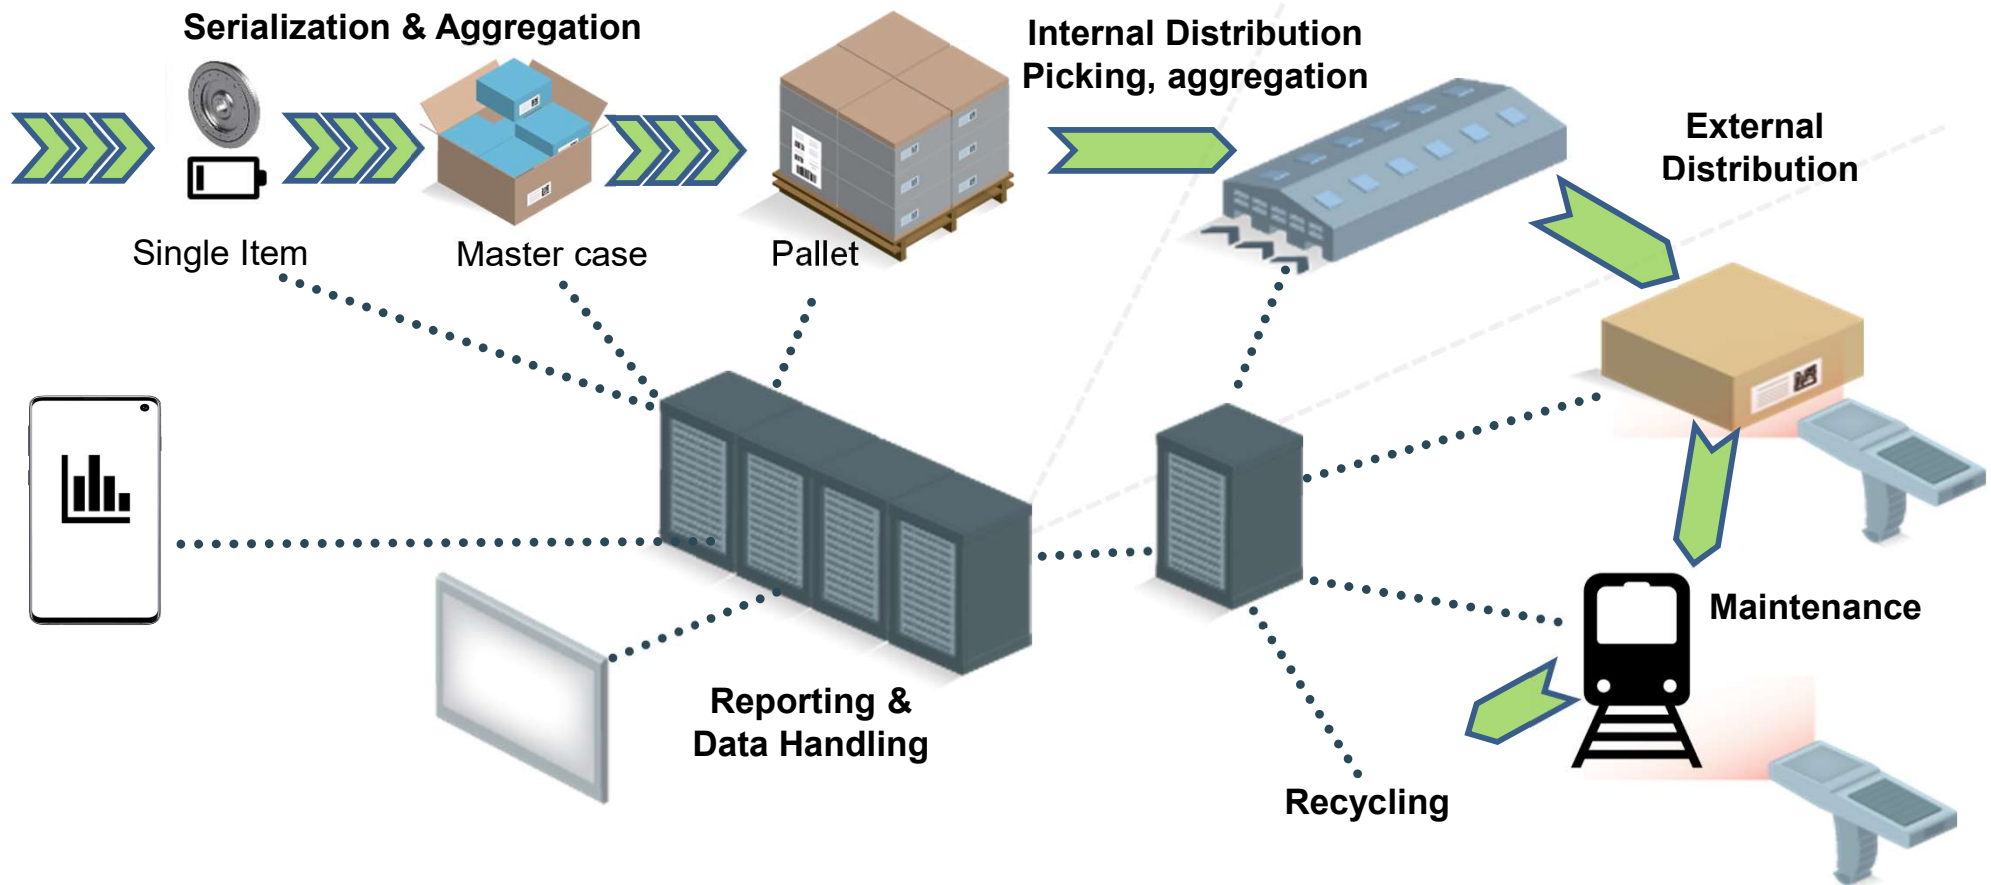 Serialization & Aggregation
Internal Distribution
Picking, aggregation
External
Distribution
Single Item
Master case
Pallet
Maintenance
Reporting &
Data Handling
Recycling